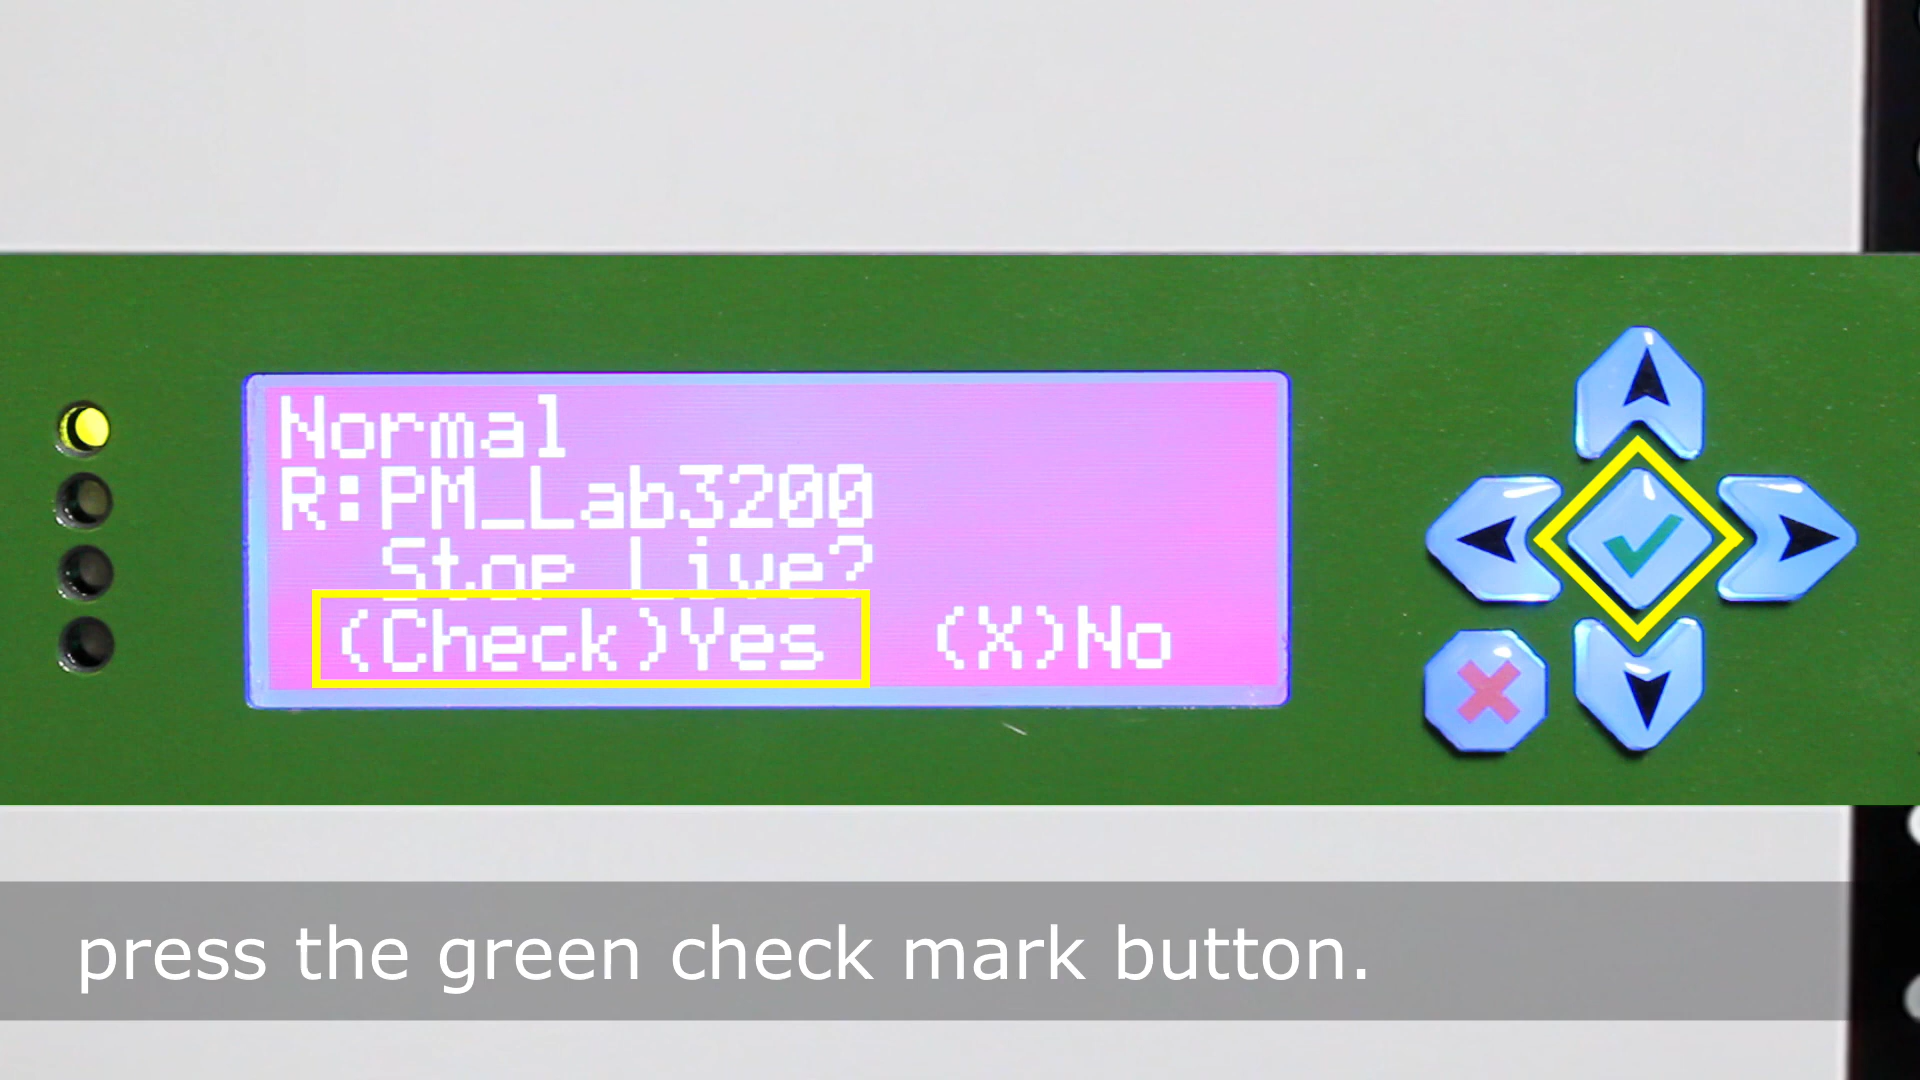 Normal
R:PM_Lab3200
Stop Live?
(Check)Yes (X)No
press the green check mark button.